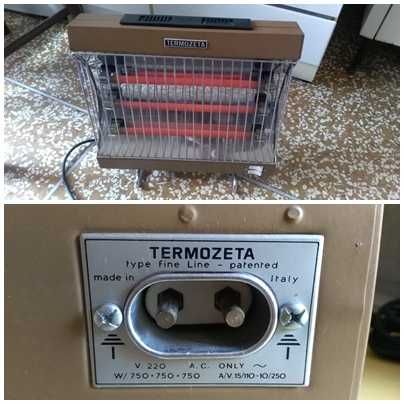 TERMOZETA
TERMOZETA
type fine Line - patented
made in Italy
V. 220 A.C. ONLY ~
W/750+750+750 A/V.15/110-10/250